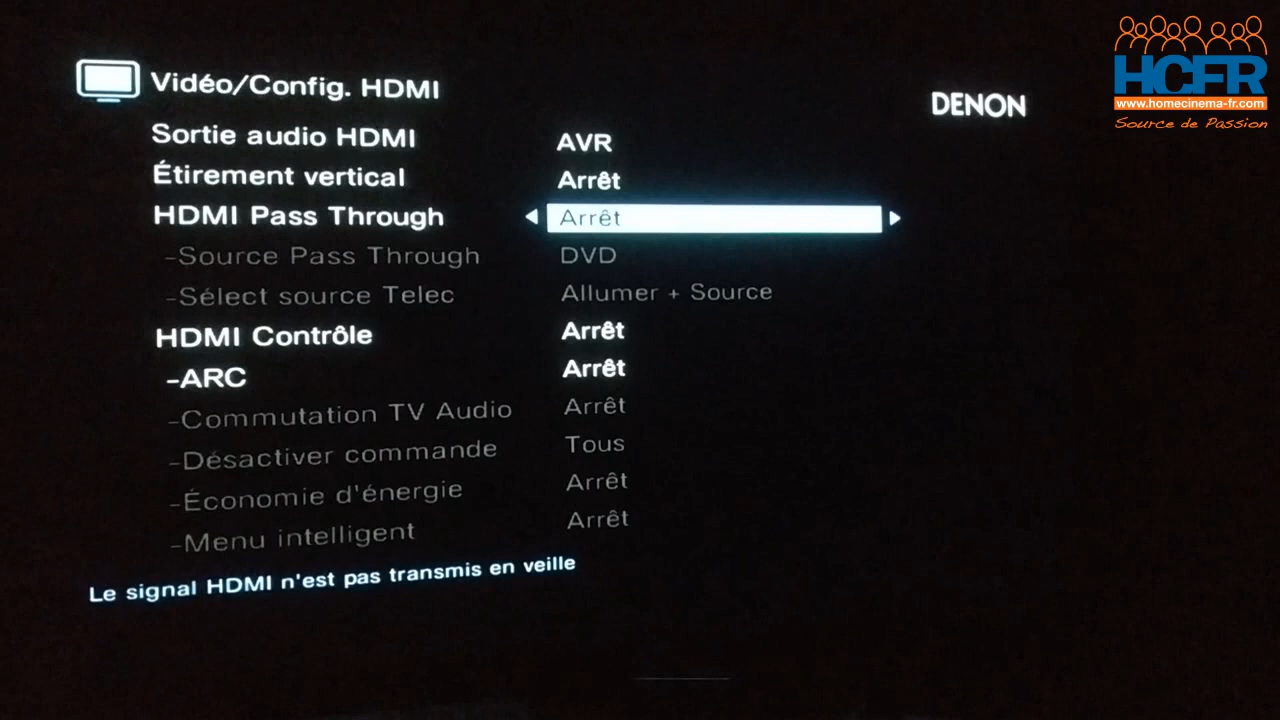 Vidéo/Config. HDMI
DENON
HCFR
www.homecinema-fr.com
Source de Passion
Sortie audio HDMI AVR
Étirement vertical Arrêt
HDMI Pass Through Arrêt
-Source Pass Through DVD
-Sélect source Telec Allumer + Source
HDMI Contrôle Arrêt
-ARC Arrêt
-Commutation TV Audio Arrêt
-Désactiver commande Tous
-Économie d'énergie Arrêt
-Menu intelligent Arrêt
Le signal HDMI n'est pas transmis en veille